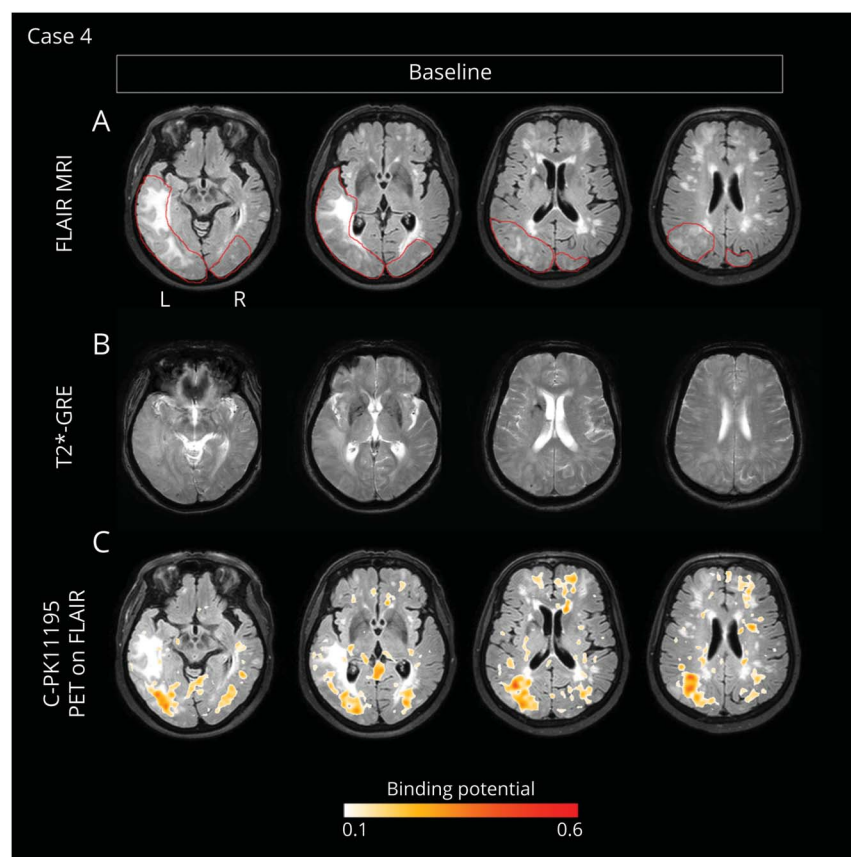 Case 4
Baseline
A
FLAIR MRI
L R
B
T2*-GRE
C
C-PK11195
PET on FLAIR
Binding potential
0.1 0.6